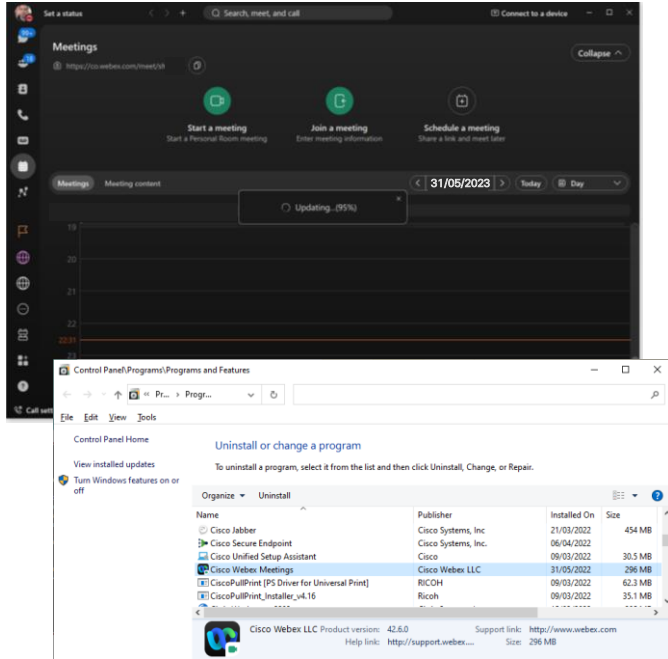 Set a status
Search, meet, and call
Connect to a device
99+
Meetings
Collapse
https://co.webex.com/meet/sh
Start a meeting
Start a Personal Room meeting
Join a meeting
Enter meeting information
Schedule a meeting
Share a link and meet later
Meetings Meeting content
31/05/2023 Today Day
Updating...(95%)
19
20
21
22
22:31
23
Call sett
Control Panel\Programs\Programs and Features
« Pr... › Progr...
File Edit View Tools
Control Panel Home
View installed updates
Turn Windows features on or
off
Uninstall or change a program
To uninstall a program, select it from the list and then click Uninstall, Change, or Repair.
Organize Uninstall
Name Publisher Installed On Size
Cisco Jabber Cisco Systems, Inc 21/03/2022 454 MB
Cisco Secure Endpoint Cisco Systems, Inc. 06/04/2022
Cisco Unified Setup Assistant Cisco 09/03/2022 30.5 MB
Cisco Webex Meetings Cisco Webex LLC 31/05/2022 296 MB
CiscoPullPrint [PS Driver for Universal Print] RICOH 09/03/2022 62.3 MB
CiscoPullPrint_Installer_v4.16 Ricoh 09/03/2022 35.1 MB
Cisco Webex LLC Product version: 42.6.0 Support link: http://www.webex.com
Help link: http://support.webex.... Size: 296 MB